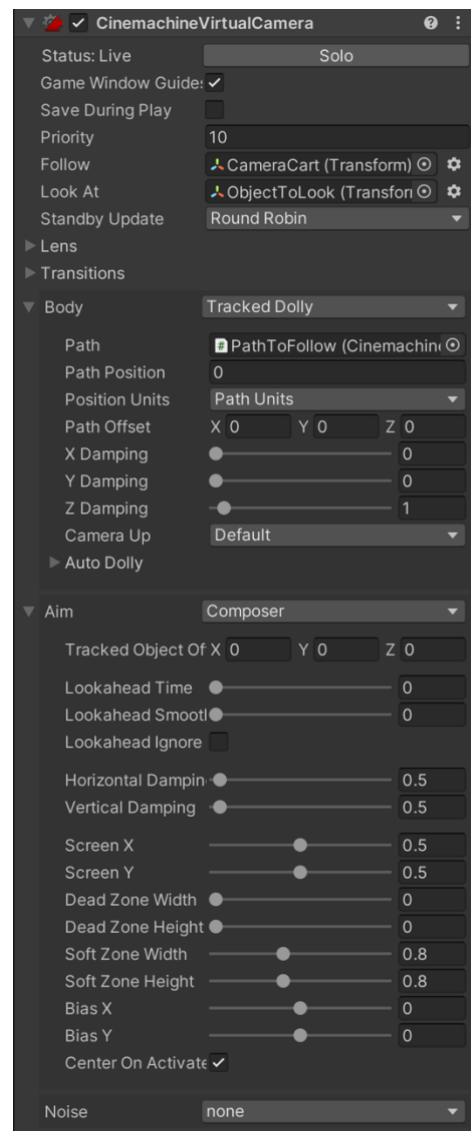 CinemachineVirtualCamera
Status: Live Solo
Game Window Guide:
Save During Play
Priority 10
Follow CameraCart (Transform)
Look At ObjectToLook (Transfor
Standby Update Round Robin
Lens
Transitions
Body Tracked Dolly
Path # PathToFollow (Cinemachin
Path Position 0
Position Units Path Units
Path Offset X 0 Y 0 Z 0
X Damping 0
Y Damping 0
Z Damping 1
Camera Up Default
Auto Dolly
Aim Composer
Tracked Object Of X 0 Y 0 Z 0
Lookahead Time 0
Lookahead Smootl 0
Lookahead Ignore
Horizontal Dampin 0.5
Vertical Damping 0.5
Screen X 0.5
Screen Y 0.5
Dead Zone Width 0
Dead Zone Height 0
Soft Zone Width 0.8
Soft Zone Height 0.8
Bias X 0
Bias Y 0
Center On Activate
Noise none